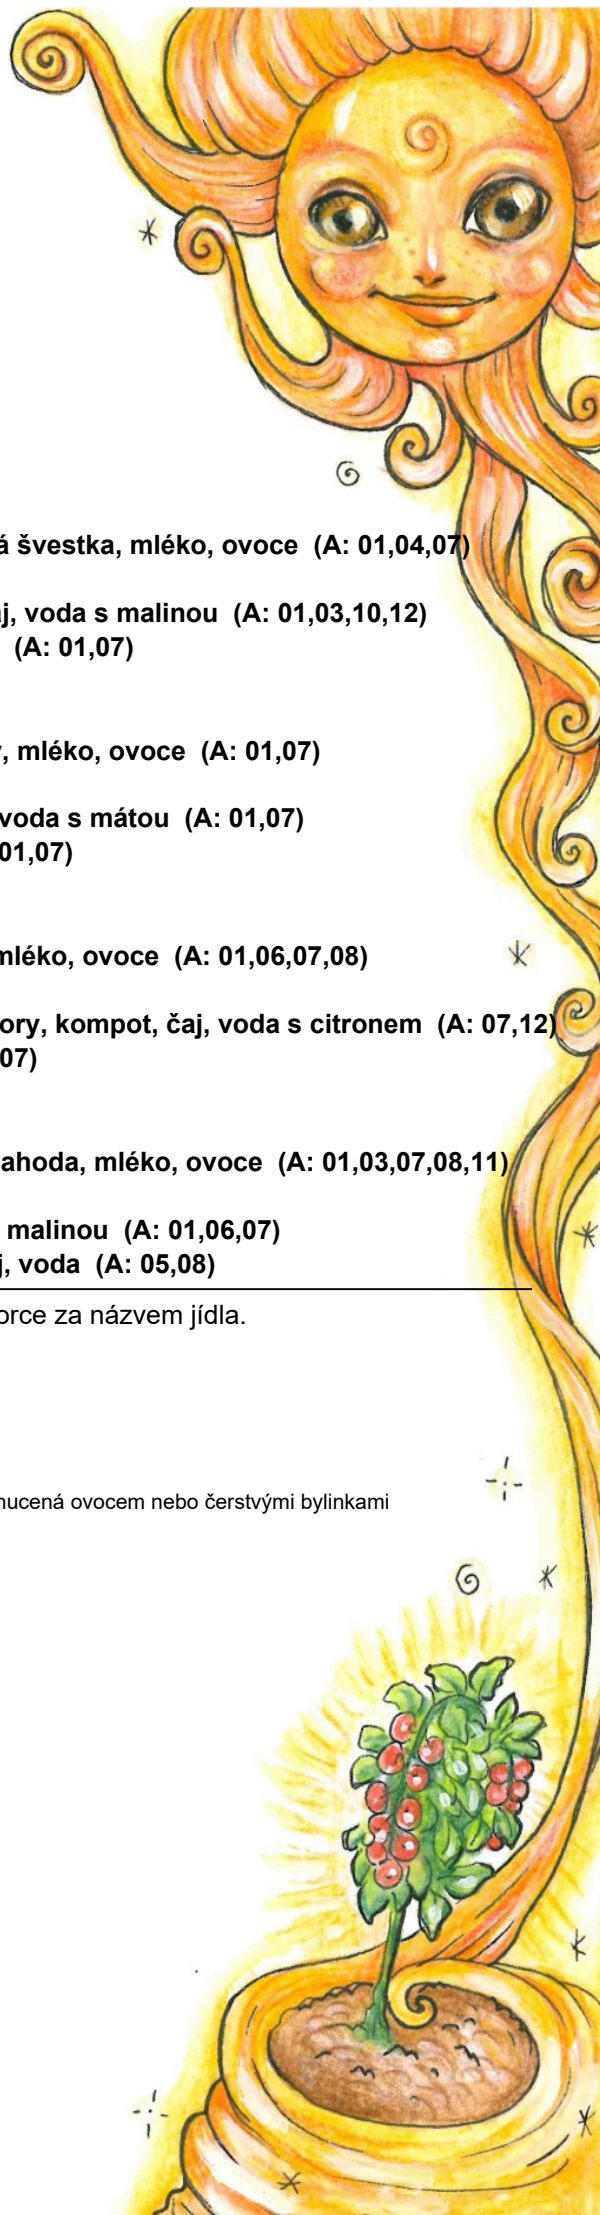 á švestka, mléko, ovoce (A: 01,04,07)
j, voda s malinou (A: 01,03,10,12)
(A: 01,07)
, mléko, ovoce (A: 01,07)
voda s mátou (A: 01,07)
01,07)
mléko, ovoce (A: 01,06,07,08)
ory, kompot, čaj, voda s citronem (A: 07,12)
07)
ahoda, mléko, ovoce (A: 01,03,07,08,11)
malinou (A: 01,06,07)
j, voda (A: 05,08)
orce za názvem jídla.
hucená ovocem nebo čerstvými bylinkami